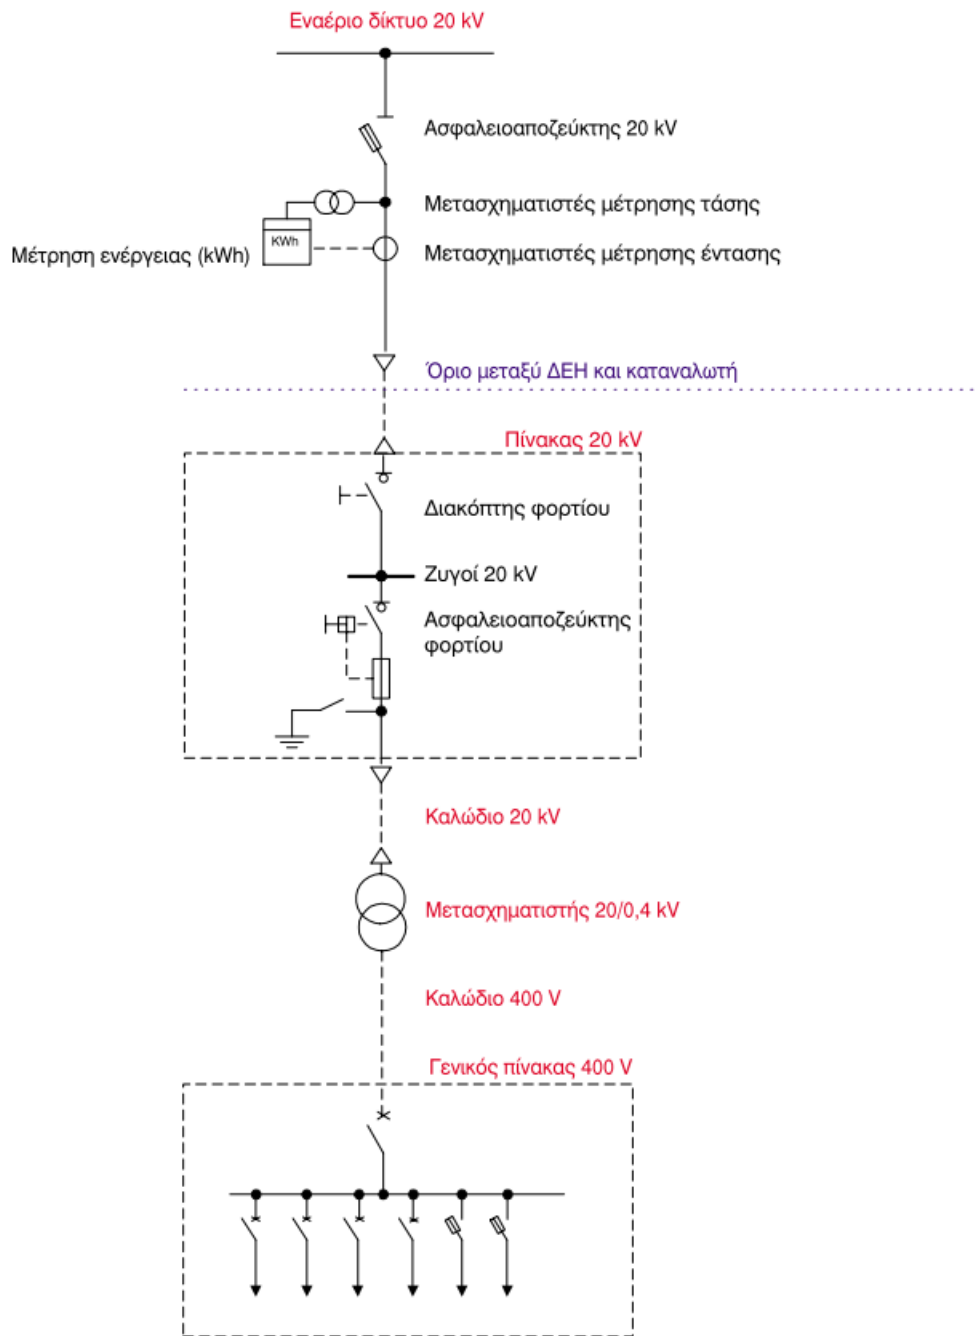 Εναέριο δίκτυο 20 kV
Ασφαλειοαποζεύκτης 20 kV
Μετασχηματιστές μέτρησης τάσης
KWh
Μέτρηση ενέργειας (kWh)
Μετασχηματιστές μέτρησης έντασης
Όριο μεταξύ ΔΕΗ και καταναλωτή
Πίνακας 20 kV
Διακόπτης φορτίου
Ζυγοί 20 kV
Ασφαλειοαποζεύκτης
φορτίου
Καλώδιο 20 kV
Μετασχηματιστής 20/0,4 kV
Καλώδιο 400 V
Γενικός πίνακας 400 V